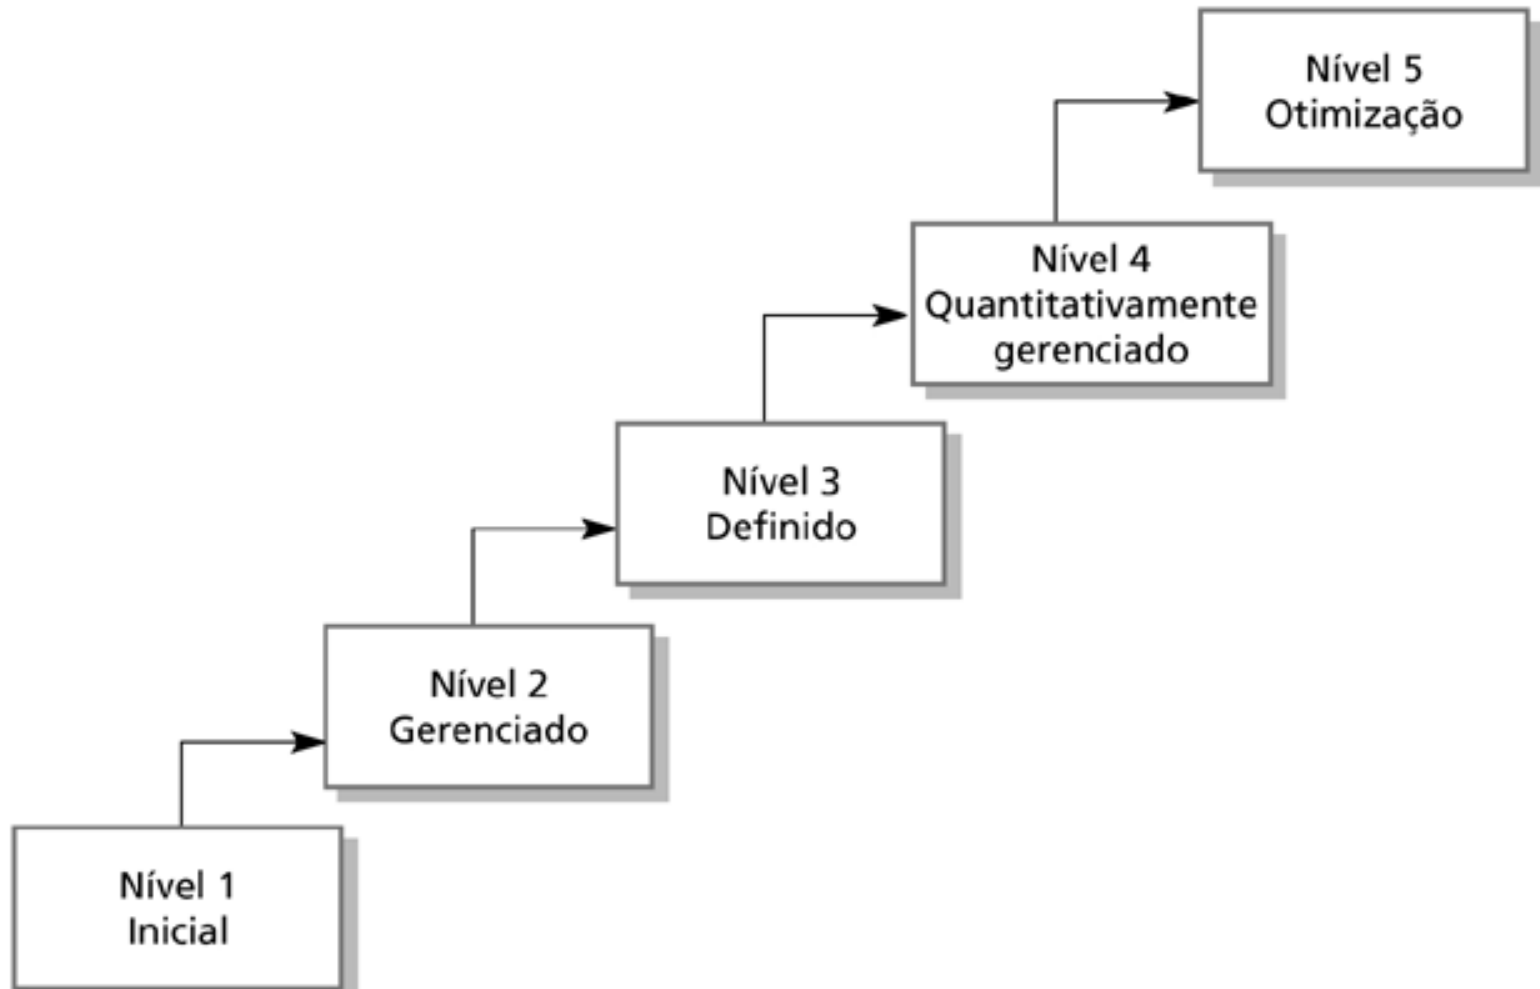 Nível 5
Otimização
Nível 4
Quantitativamente
gerenciado
Nível 3
Definido
Nível 2
Gerenciado
Nível 1
Inicial